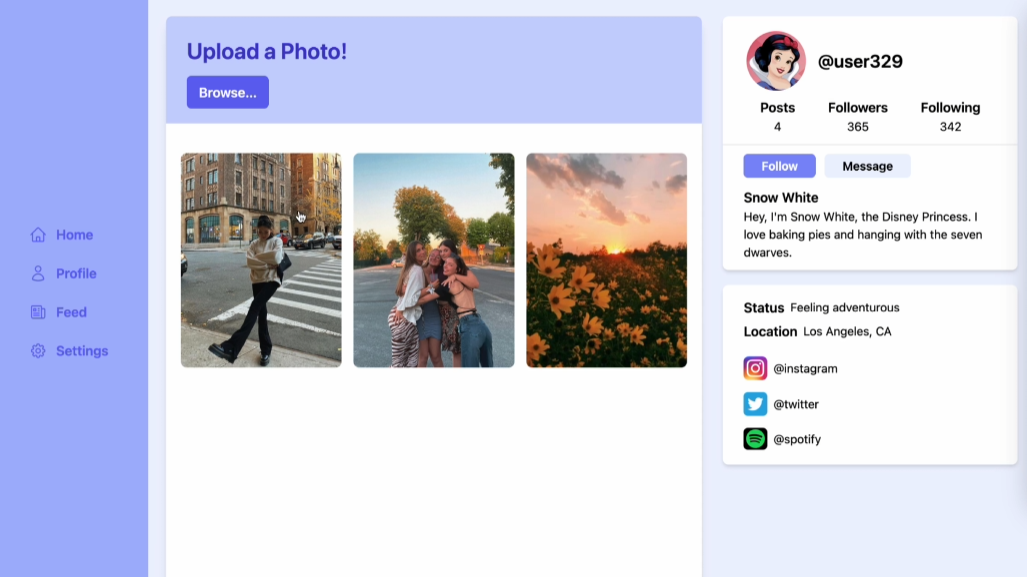 Home
Profile
Feed
Settings
Upload a Photo!
Browse...
@user329
Posts Followers Following
4 365 342
Follow Message
Snow White
Hey, I'm Snow White, the Disney Princess. I
love baking pies and hanging with the seven
dwarves.
Status Feeling adventurous
Location Los Angeles, CA
@instagram
@twitter
@spotify